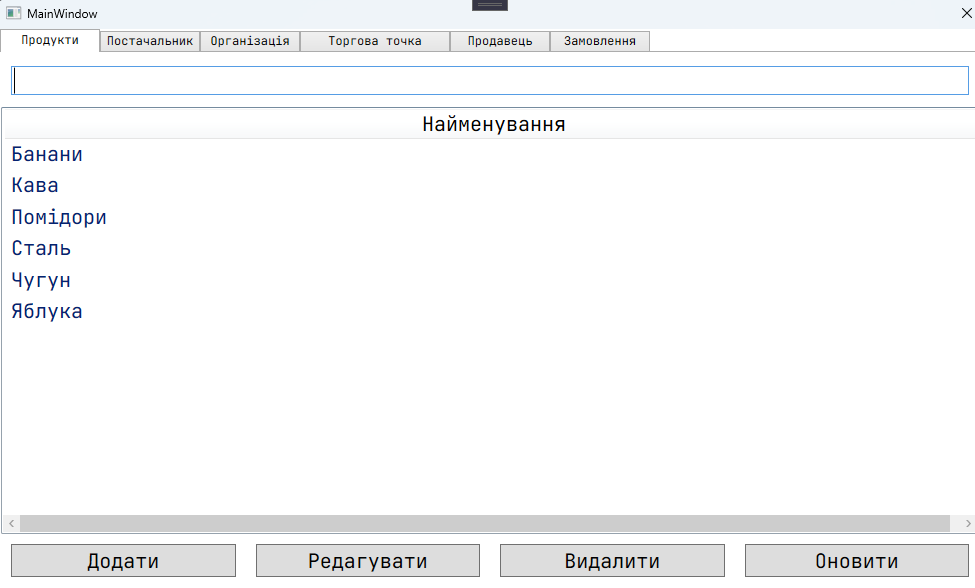 MainWindow
Продукти Постачальник Організація Торгова точка Продавець Замовлення
Найменування
Банани
Кава
Помідори
Сталь
Чугун
Яблука
Додати Редагувати Видалити Оновити